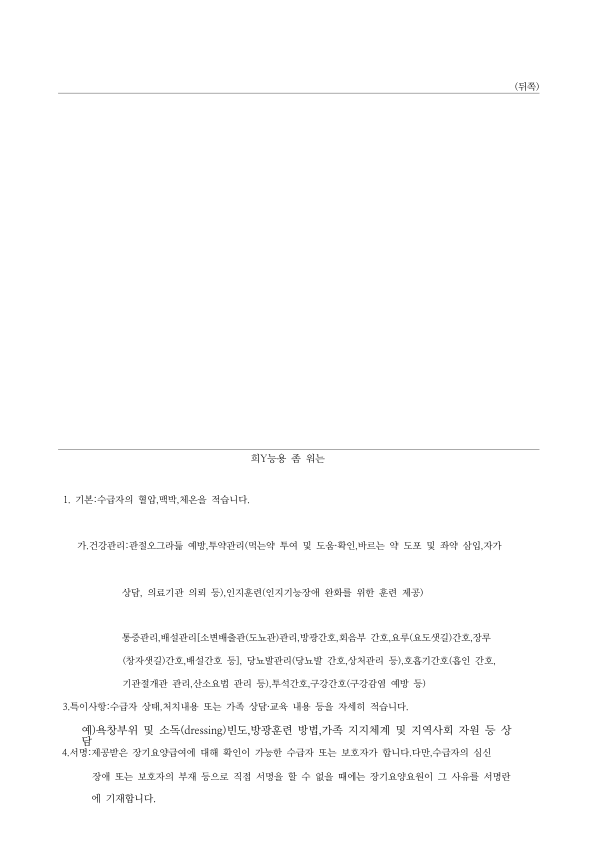 (뒤쪽)
희Y능용 좀 위는
1. 기본:수급자의 혈압,맥박,체온을 적습니다.
가.건강관리:관절오그라듦 예방,투약관리(먹는약 투여 및 도움·확인,바르는 약 도포 및 좌약 삽입,자가
상담, 의료기관 의뢰 등),인지훈련(인지기능장애 완화를 위한 훈련 제공)
통증관리,배설관리[소변배출관(도뇨관)관리,방광간호,회음부 간호,요루(요도샛길)간호,장루
(창자샛길)간호,배설간호 등], 당뇨발관리(당뇨발 간호,상처관리 등),호흡기간호(흡인 간호,
기관절개관 관리,산소요법 관리 등),투석간호,구강간호(구강감염 예방 등)
3.특이사항:수급자 상태,처치내용 또는 가족 상담·교육 내용 등을 자세히 적습니다.
예)욕창부위 및 소독(dressing)빈도,방광훈련 방법,가족 지지체계 및 지역사회 자원 등 상
담
4.서명:제공받은 장기요양급여에 대해 확인이 가능한 수급자 또는 보호자가 합니다.다만,수급자의 심신
장애 또는 보호자의 부재 등으로 직접 서명을 할 수 없을 때에는 장기요양요원이 그 사유를 서명란
에 기재합니다.